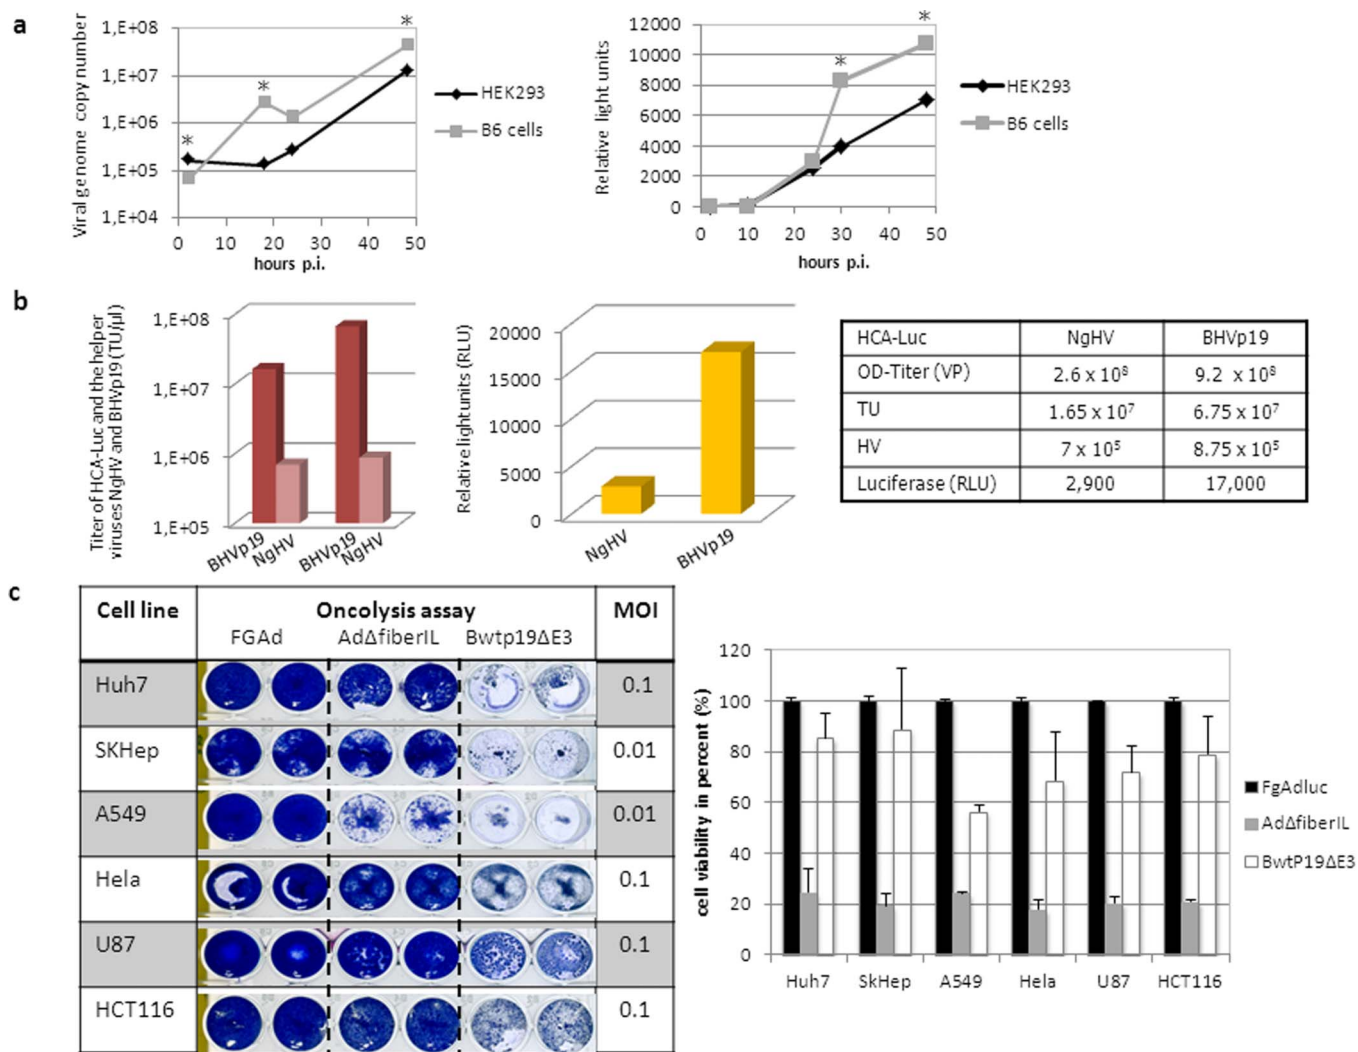 a
Viral genome copy number
1,E+08
1,E+07
1,E+06
1,E+05
1,E+04
*
*
*
0 10 20 30 40 50
hours p.i.
HEK293
B6 cells
Relative light units
12000
10000
8000
6000
4000
2000
0
*
*
0 10 20 30 40 50
hours p.i.
HEK293
B6 cells
b
Titer of HCA-Luc and the helper
viruses NgHV and BHVp19 (TU/µl)
1,E+08
1,E+07
1,E+06
1,E+05
BHVp19 NgHV BHVp19 NgHV
Relative lightunits (RLU)
20000
15000
10000
5000
0
NgHV BHVp19
HCA-Luc NgHV BHVp19
OD-Titer (VP) 2.6 x 10⁸ 9.2 x 10⁸
TU 1.65 x 10⁷ 6.75 x 10⁷
HV 7 x 10⁵ 8.75 x 10⁵
Luciferase (RLU) 2,900 17,000
c
Cell line Oncolysis assay MOI
FGAd AdΔfiberIL Bwtp19ΔE3
Huh7 0.1
SKHep 0.01
A549 0.01
Hela 0.1
U87 0.1
HCT116 0.1
cell viability in percent (%)
120
100
80
60
40
20
0
Huh7 SkHep A549 Hela U87 HCT116
FgAdluc
AdΔfiberIL
BwtP19ΔE3